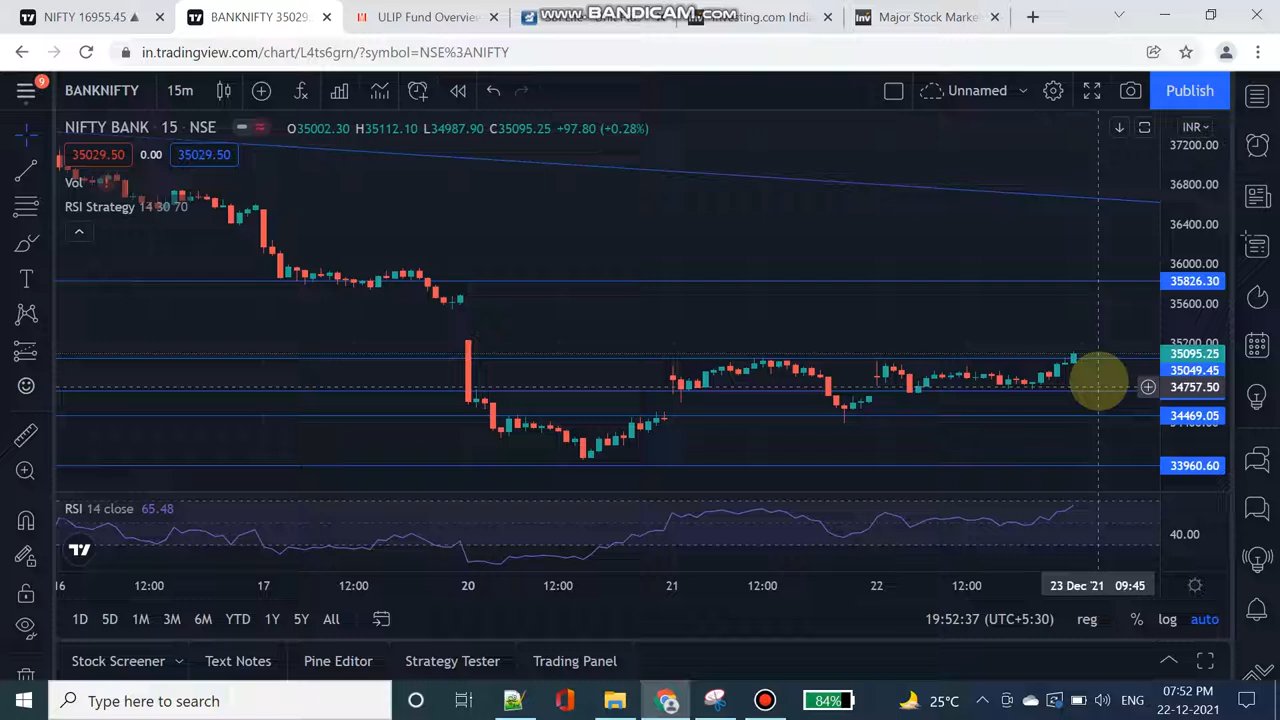 NIFTY 16955.45 ▲
BANKNIFTY 35029.
ULIP Fund Overvie
www.BANDICAM.com
Investing.com Indi
Major Stock Marke
in.tradingview.com/chart/L4ts6grn/?symbol=NSE%3ANIFTY
9
BANKNIFTY
15m
Unnamed
Publish
NIFTY BANK · 15 · NSE
O35002.30 H35112.10 L34987.90 C35095.25 +97.80 (+0.28%)
INR
35029.50
0.00
35029.50
Vol
RSI Strategy 14 30 70
37200.00
36800.00
36400.00
36000.00
35826.30
35600.00
35200.00
35095.25
35049.45
34757.50
34469.05
33960.60
RSI 14 close 65.48
40.00
16
12:00
17
12:00
20
12:00
21
12:00
22
12:00
23 Dec '21 09:45
1D 5D 1M 3M 6M YTD 1Y 5Y All
19:52:37 (UTC+5:30)
reg
%
log
auto
Stock Screener
Text Notes
Pine Editor
Strategy Tester
Trading Panel
Type here to search
84%
25°C
ENG
07:52 PM
22-12-2021